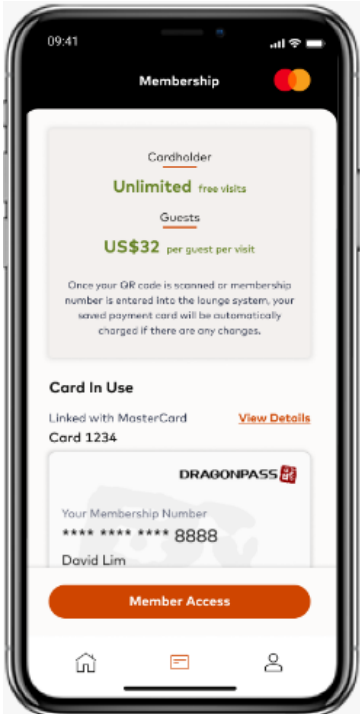 09:41
Membership
Cardholder
Unlimited free visits
Guests
US$32 per guest per visit
Once your QR code is scanned or membership
number is entered into the lounge system, your
saved payment card will be automatically
charged if there are any changes.
Card In Use
Linked with MasterCard View Details
Card 1234
DRAGONPASS
Your Membership Number
**** **** **** 8888
David Lim
Member Access